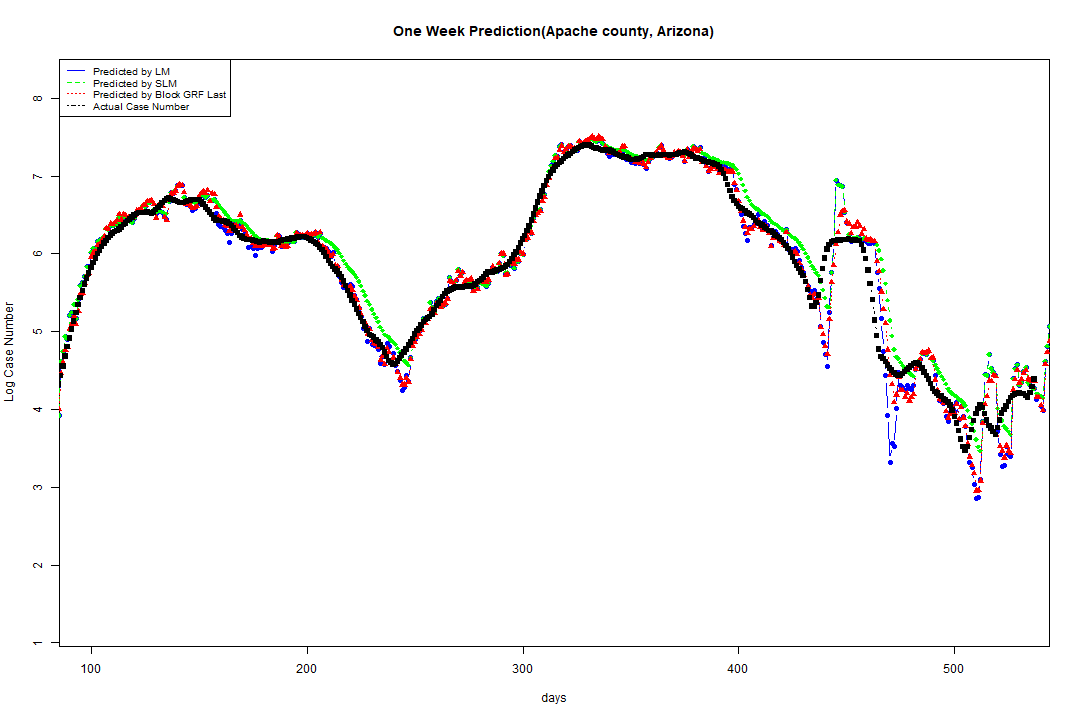 One Week Prediction(Apache county, Arizona)
Predicted by LM
Predicted by SLM
Predicted by Block GRF Last
Actual Case Number
8
7
6
5
4
3
2
1
Log Case Number
100 200 300 400 500
days